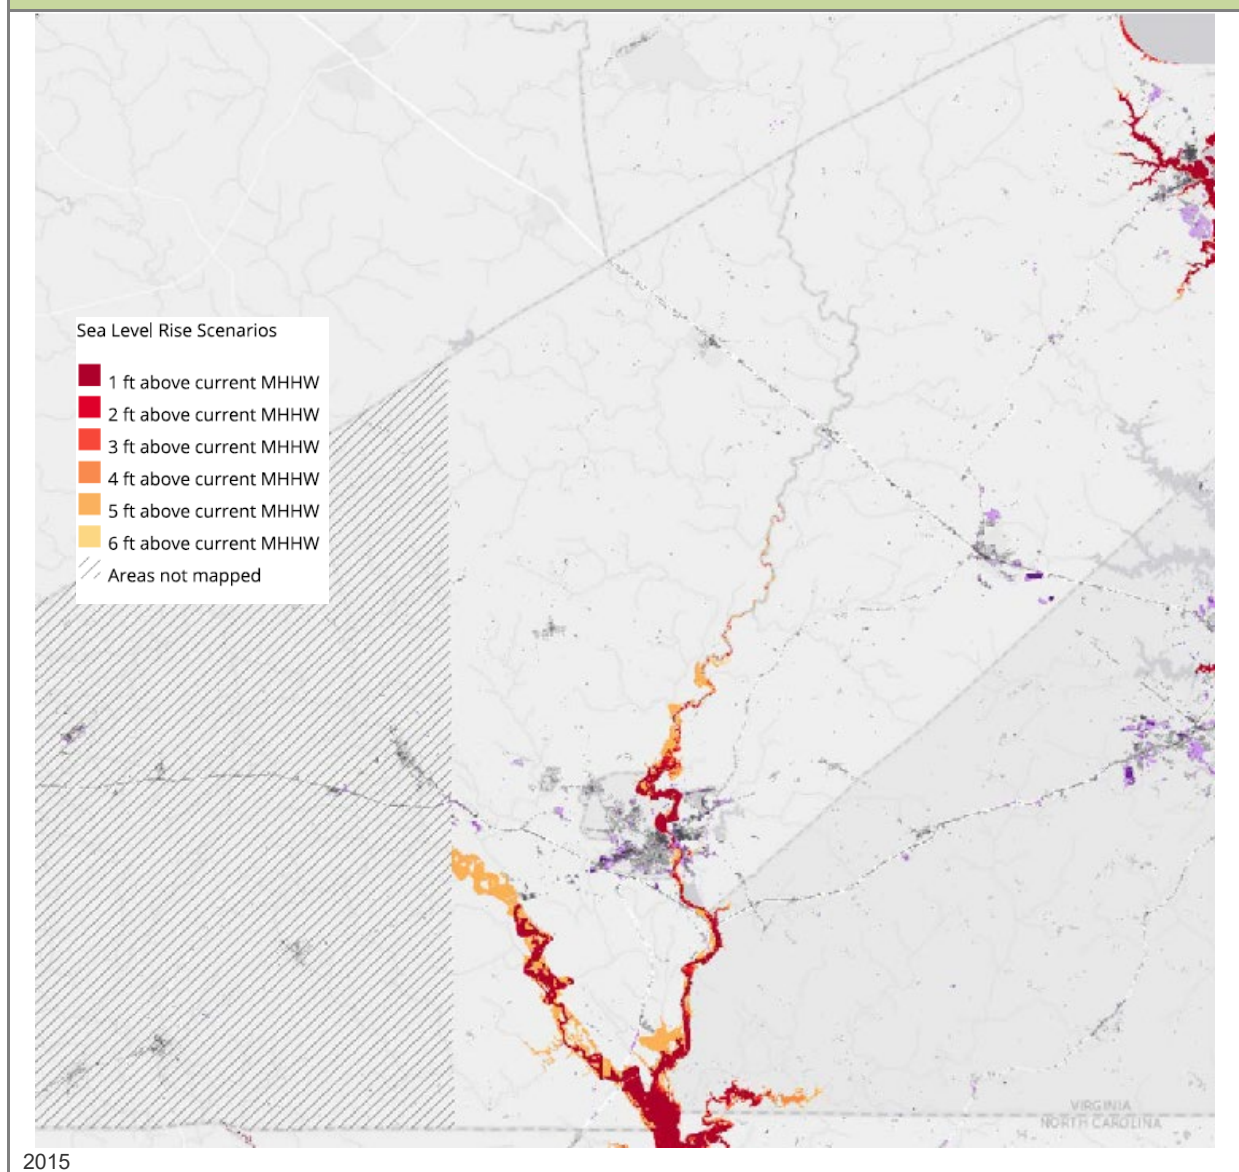 Sea Level Rise Scenarios
1 ft above current MHHW
2 ft above current MHHW
3 ft above current MHHW
4 ft above current MHHW
5 ft above current MHHW
6 ft above current MHHW
Areas not mapped
VIRGINIA
NORTH CAROLINA
2015